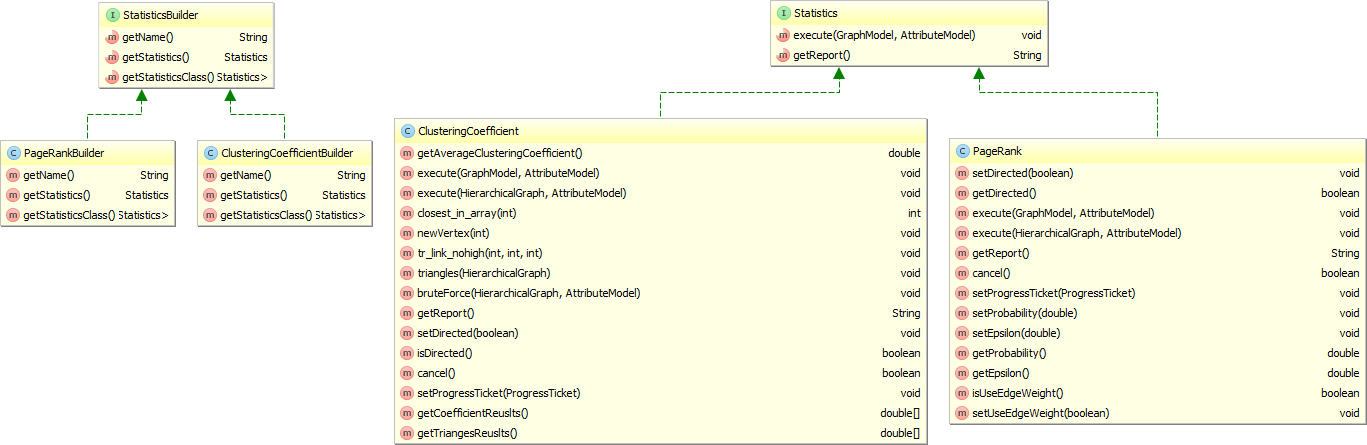 StatisticsBuilder
getName() String
getStatistics() Statistics
getStatisticsClass() Statistics>
Statistics
execute(GraphModel, AttributeModel) void
getReport() String
PageRankBuilder
getName() String
getStatistics() Statistics
getStatisticsClass() Statistics>
ClusteringCoefficientBuilder
getName() String
getStatistics() Statistics
getStatisticsClass() Statistics>
ClusteringCoefficient
getAverageClusteringCoefficient() double
execute(GraphModel, AttributeModel) void
execute(HierarchicalGraph, AttributeModel) void
closest_in_array(int) int
newVertex(int) void
tr_link_nohigh(int, int, int) void
triangles(HierarchicalGraph) void
bruteForce(HierarchicalGraph, AttributeModel) void
getReport() String
setDirected(boolean) void
isDirected() boolean
cancel() boolean
setProgressTicket(ProgressTicket) void
getCoefficientReuslts() double[]
getTriangesReuslts() double[]
PageRank
setDirected(boolean) void
getDirected() boolean
execute(GraphModel, AttributeModel) void
execute(HierarchicalGraph, AttributeModel) void
getReport() String
cancel() boolean
setProgressTicket(ProgressTicket) void
setProbability(double) void
setEpsilon(double) void
getProbability() double
getEpsilon() double
isUseEdgeWeight() boolean
setUseEdgeWeight(boolean) void